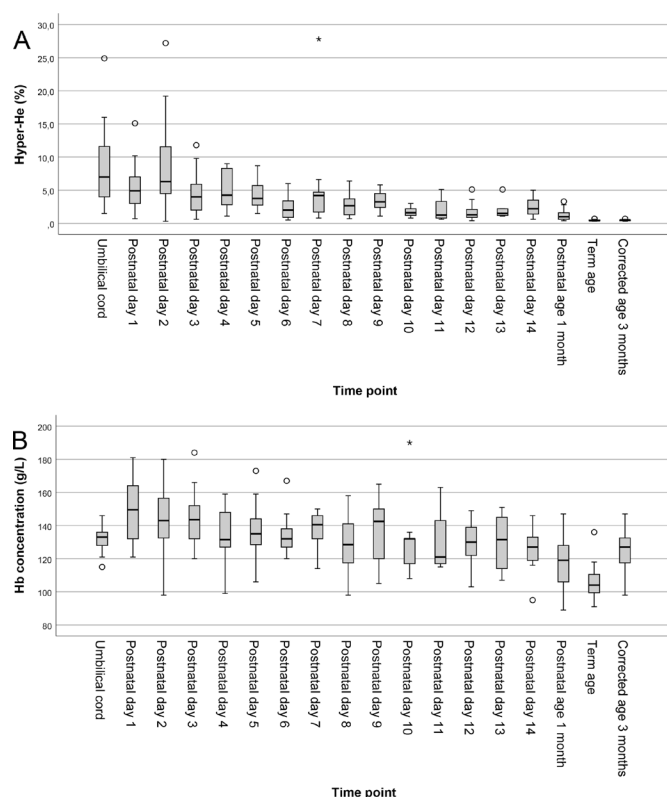 A
30,0
25,0
20,0
15,0
10,0
5,0
,0
Hyper-He (%)
Umbilical cord
Postnatal day 1
Postnatal day 2
Postnatal day 3
Postnatal day 4
Postnatal day 5
Postnatal day 6
Postnatal day 7
Postnatal day 8
Postnatal day 9
Postnatal day 10
Postnatal day 11
Postnatal day 12
Postnatal day 13
Postnatal day 14
Postnatal age 1 month
Term age
Corrected age 3 months
Time point
B
200
180
160
140
120
100
80
Hb concentration (g/L)
Umbilical cord
Postnatal day 1
Postnatal day 2
Postnatal day 3
Postnatal day 4
Postnatal day 5
Postnatal day 6
Postnatal day 7
Postnatal day 8
Postnatal day 9
Postnatal day 10
Postnatal day 11
Postnatal day 12
Postnatal day 13
Postnatal day 14
Postnatal age 1 month
Term age
Corrected age 3 months
Time point